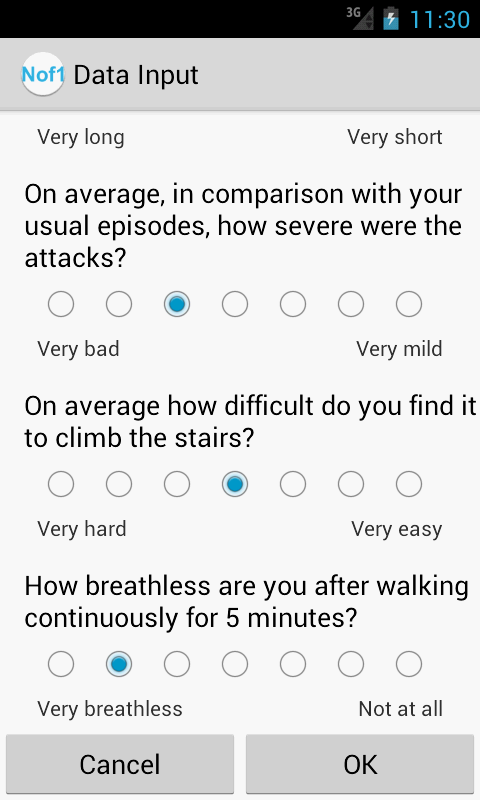 3G 11:30
Nof1 Data Input
Very long Very short
On average, in comparison with your
usual episodes, how severe were the
attacks?
Very bad Very mild
On average how difficult do you find it
to climb the stairs?
Very hard Very easy
How breathless are you after walking
continuously for 5 minutes?
Very breathless Not at all
Cancel OK